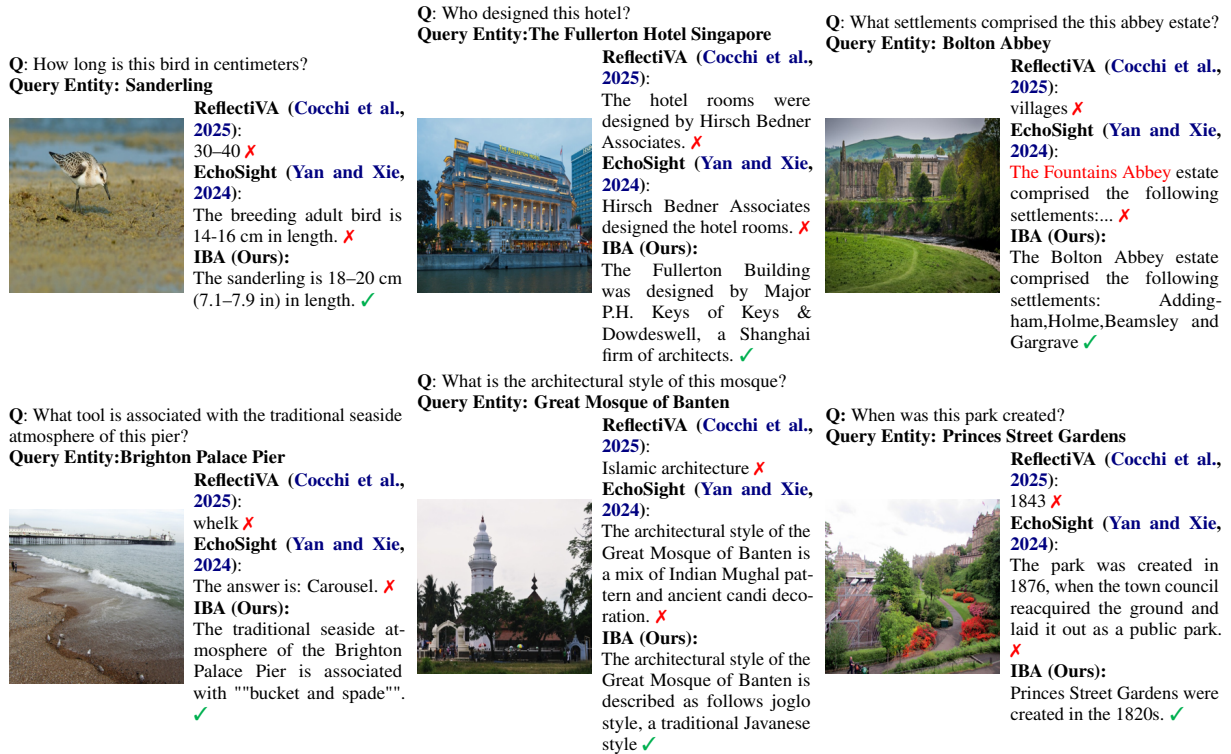 Q: How long is this bird in centimeters?
Query Entity: Sanderling
ReflectiVA (Cocchi et al.,
2025):
30–40 ✗
EchoSight (Yan and Xie,
2024):
The breeding adult bird is
14-16 cm in length. ✗
IBA (Ours):
The sanderling is 18–20 cm
(7.1–7.9 in) in length. ✓
Q: Who designed this hotel?
Query Entity:The Fullerton Hotel Singapore
ReflectiVA (Cocchi et al.,
2025):
The hotel rooms were
designed by Hirsch Bedner
Associates. ✗
EchoSight (Yan and Xie,
2024):
Hirsch Bedner Associates
designed the hotel rooms. ✗
IBA (Ours):
The Fullerton Building
was designed by Major
P.H. Keys of Keys &
Dowdeswell, a Shanghai
firm of architects. ✓
Q: What settlements comprised the this abbey estate?
Query Entity: Bolton Abbey
ReflectiVA (Cocchi et al.,
2025):
villages ✗
EchoSight (Yan and Xie,
2024):
The Fountains Abbey estate
comprised the following
settlements:... ✗
IBA (Ours):
The Bolton Abbey estate
comprised the following
settlements: Adding-
ham,Holme,Beamsley and
Gargrave ✓
Q: What tool is associated with the traditional seaside
atmosphere of this pier?
Query Entity:Brighton Palace Pier
ReflectiVA (Cocchi et al.,
2025):
whelk ✗
EchoSight (Yan and Xie,
2024):
The answer is: Carousel. ✗
IBA (Ours):
The traditional seaside at-
mosphere of the Brighton
Palace Pier is associated
with ""bucket and spade"".
✓
Q: What is the architectural style of this mosque?
Query Entity: Great Mosque of Banten
ReflectiVA (Cocchi et al.,
2025):
Islamic architecture ✗
EchoSight (Yan and Xie,
2024):
The architectural style of the
Great Mosque of Banten is
a mix of Indian Mughal pat-
tern and ancient candi deco-
ration. ✗
IBA (Ours):
The architectural style of the
Great Mosque of Banten is
described as follows joglo
style, a traditional Javanese
style ✓
Q: When was this park created?
Query Entity: Princes Street Gardens
ReflectiVA (Cocchi et al.,
2025):
1843 ✗
EchoSight (Yan and Xie,
2024):
The park was created in
1876, when the town council
reacquired the ground and
laid it out as a public park.
✗
IBA (Ours):
Princes Street Gardens were
created in the 1820s. ✓